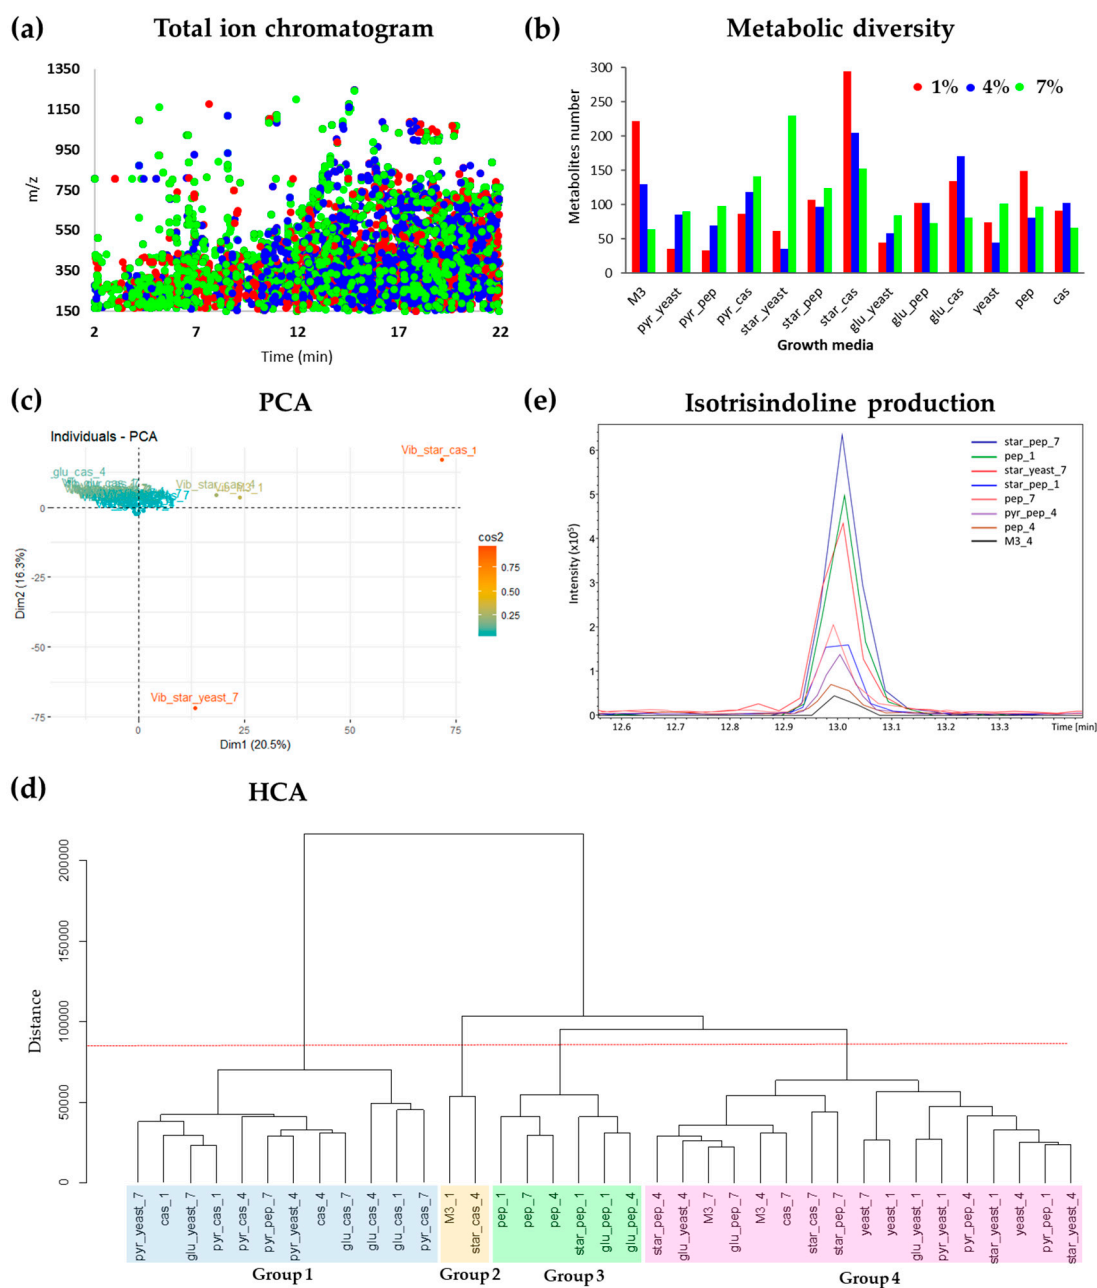 (a) Total ion chromatogram
1350
1150
950
750
550
350
150
m/z
2 7 12 17 22
Time (min)
(b) Metabolic diversity
300
250
200
150
100
50
0
Metabolites number
1% 4% 7%
M3 pyr_yeast pyr_pep pyr_cas star_yeast star_pep star_cas glu_yeast glu_pep glu_cas yeast pep cas
Growth media
(c) PCA
Individuals - PCA
Vib_star_cas_1
glu_cas_4
Vib_star_cas_4
Vib_M3_1
Vib_star_yeast_7
0
-25
-50
-75
Dim2 (16.3%)
0 25 50 75
Dim1 (20.5%)
cos2
0.75
0.50
0.25
(e) Isotrisindoline production
6
5
4
3
2
1
0
Intensity (x10⁵)
star_pep_7
pep_1
star_yeast_7
star_pep_1
pep_7
pyr_pep_4
pep_4
M3_4
12.6 12.7 12.8 12.9 13.0 13.1 13.2 13.3 Time [min]
(d) HCA
200000
150000
100000
50000
0
Distance
pyr_yeast_7 cas_1 glu_yeast_7 pyr_cas_1 pyr_cas_4 pyr_pep_7 pyr_yeast_4 cas_4 glu_cas_7 glu_cas_4 glu_cas_1 pyr_cas_7 M3_1 star_cas_4 pep_1 pep_7 pep_4 star_pep_1 glu_pep_1 glu_pep_4 star_pep_4 glu_yeast_4 M3_7 glu_pep_7 M3_4 cas_7 star_cas_7 star_pep_7 yeast_7 yeast_1 glu_yeast_1 pyr_yeast_1 pyr_pep_4 star_yeast_1 yeast_4 pyr_pep_1 star_yeast_4
Group 1 Group 2 Group 3 Group 4